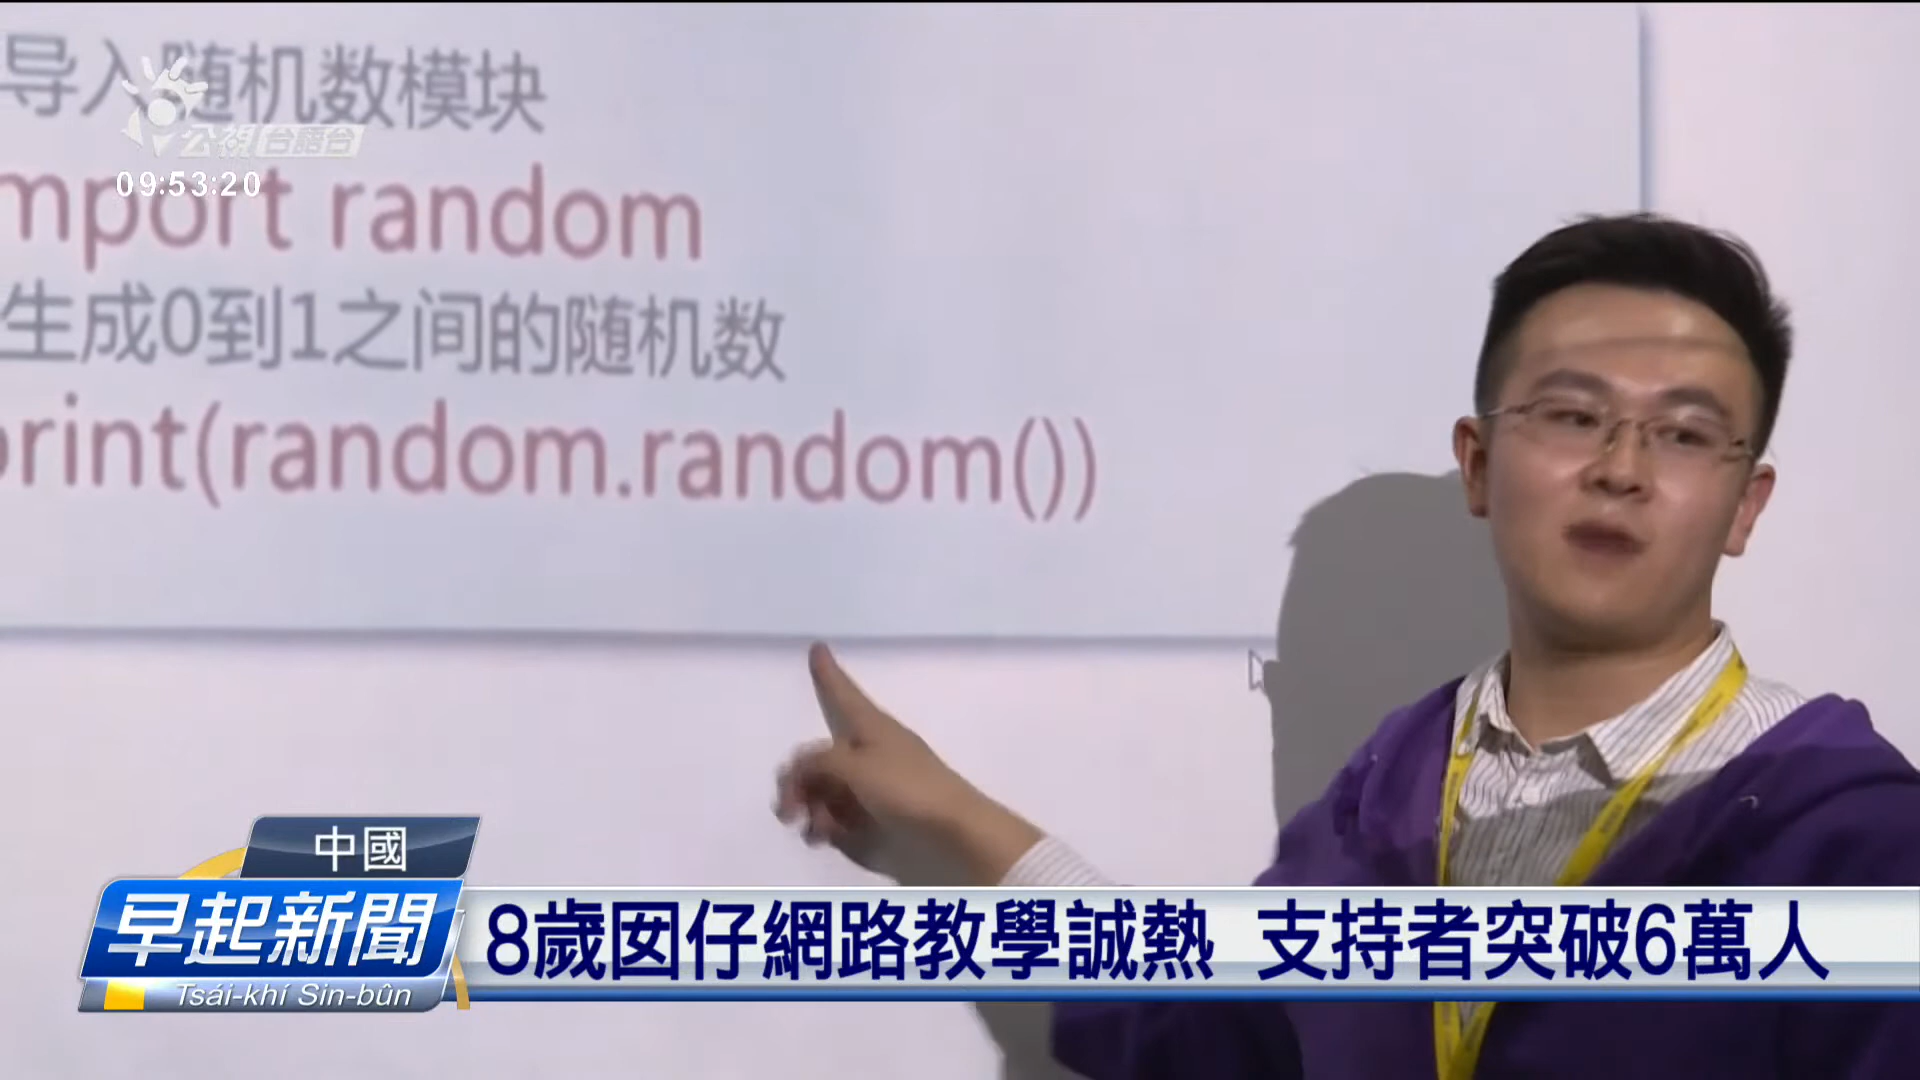 导入随机数模块
公視 台語台
09:53:20
mport random
生成0到1之间的随机数
print(random.random())
中國
早起新聞
Tsái-khí Sin-bûn
8歲囡仔網路教學誠熱 支持者突破6萬人